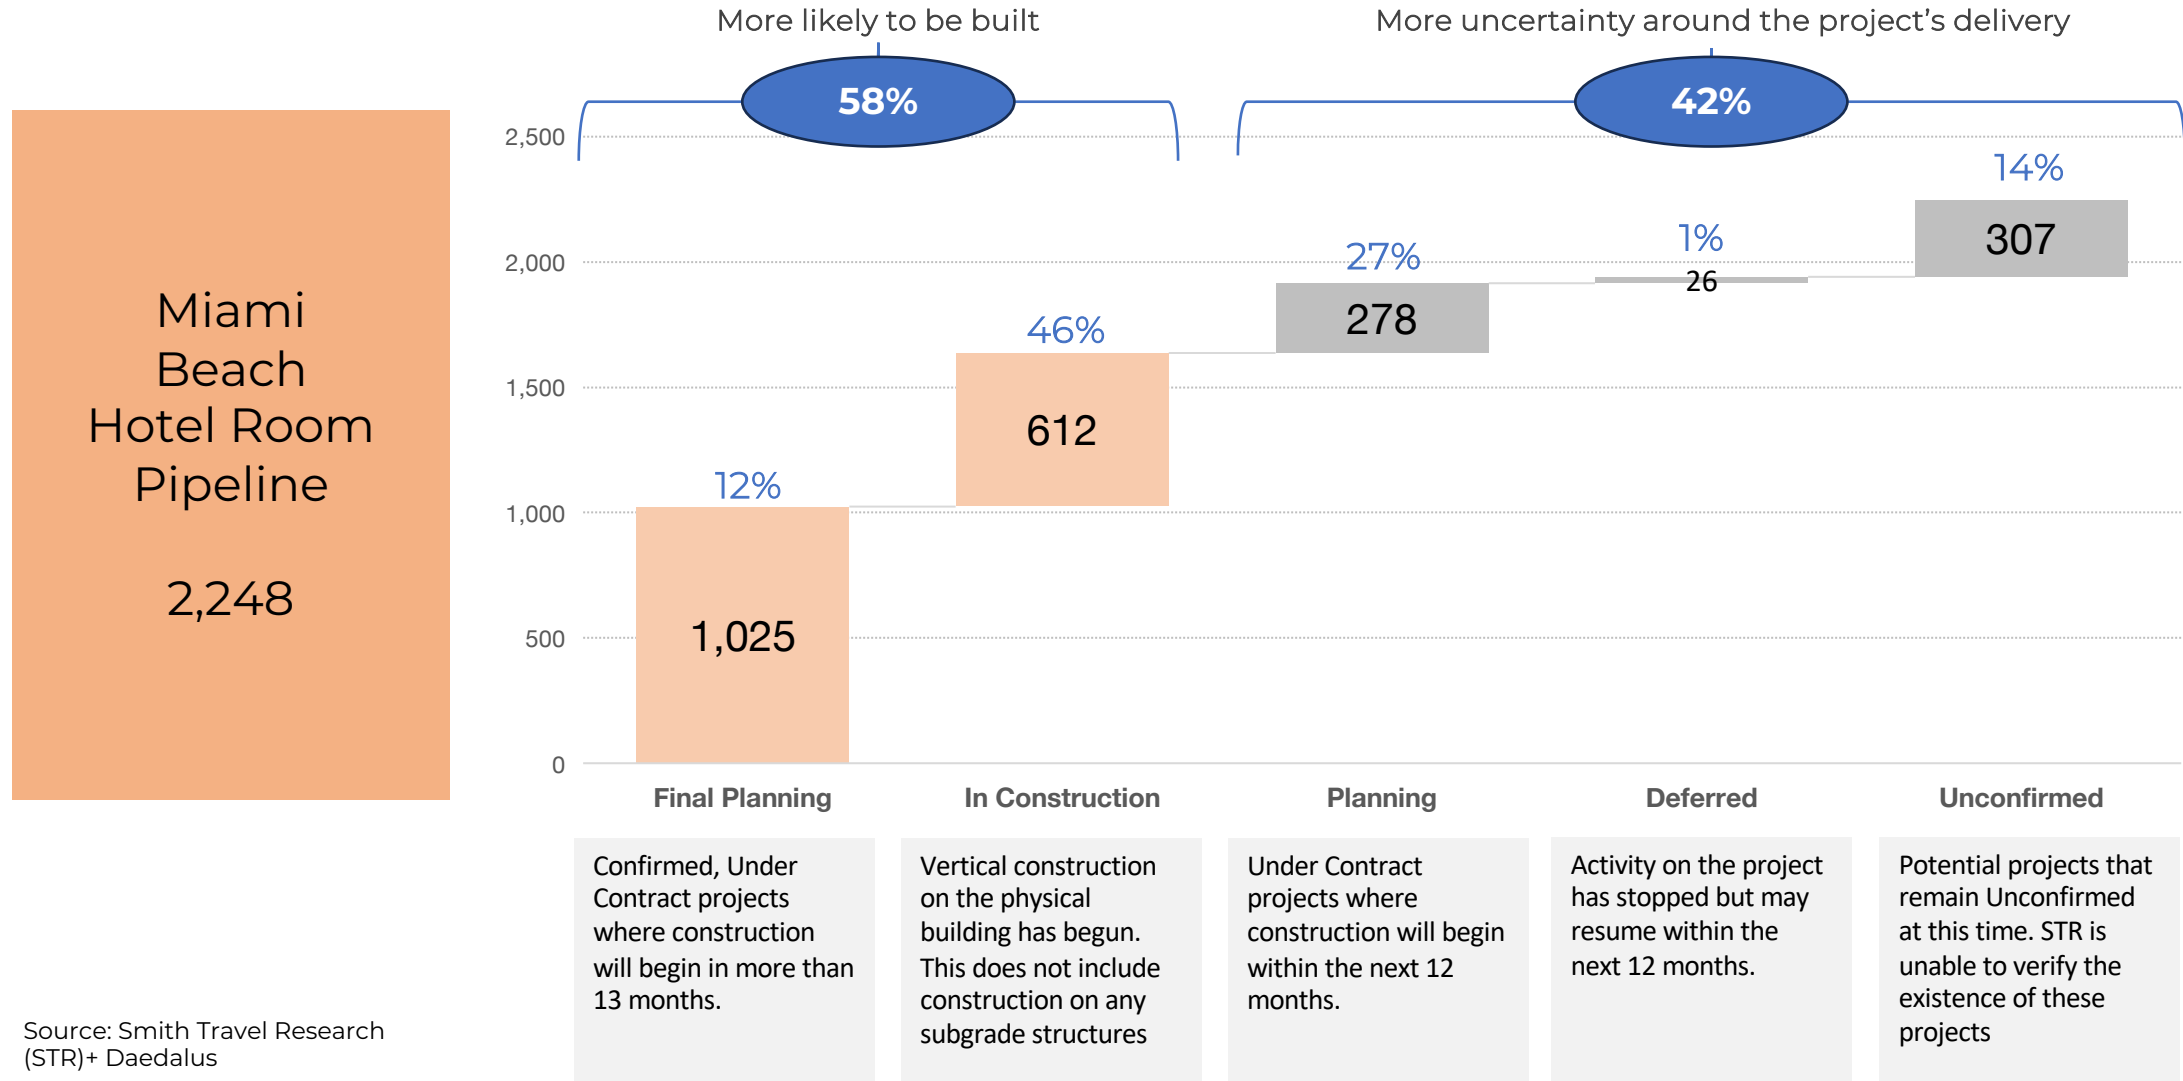 More likely to be built
More uncertainty around the project's delivery
58%
42%
Miami
Beach
Hotel Room
Pipeline
2,248
2,500
2,000
1,500
1,000
500
0
12%
1,025
46%
612
27%
278
1%
26
14%
307
Final Planning
In Construction
Planning
Deferred
Unconfirmed
Confirmed, Under
Contract projects
where construction
will begin in more than
13 months.
Vertical construction
on the physical
building has begun.
This does not include
construction on any
subgrade structures
Under Contract
projects where
construction will begin
within the next 12
months.
Activity on the project
has stopped but may
resume within the
next 12 months.
Potential projects that
remain Unconfirmed
at this time. STR is
unable to verify the
existence of these
projects
Source: Smith Travel Research
(STR)+ Daedalus